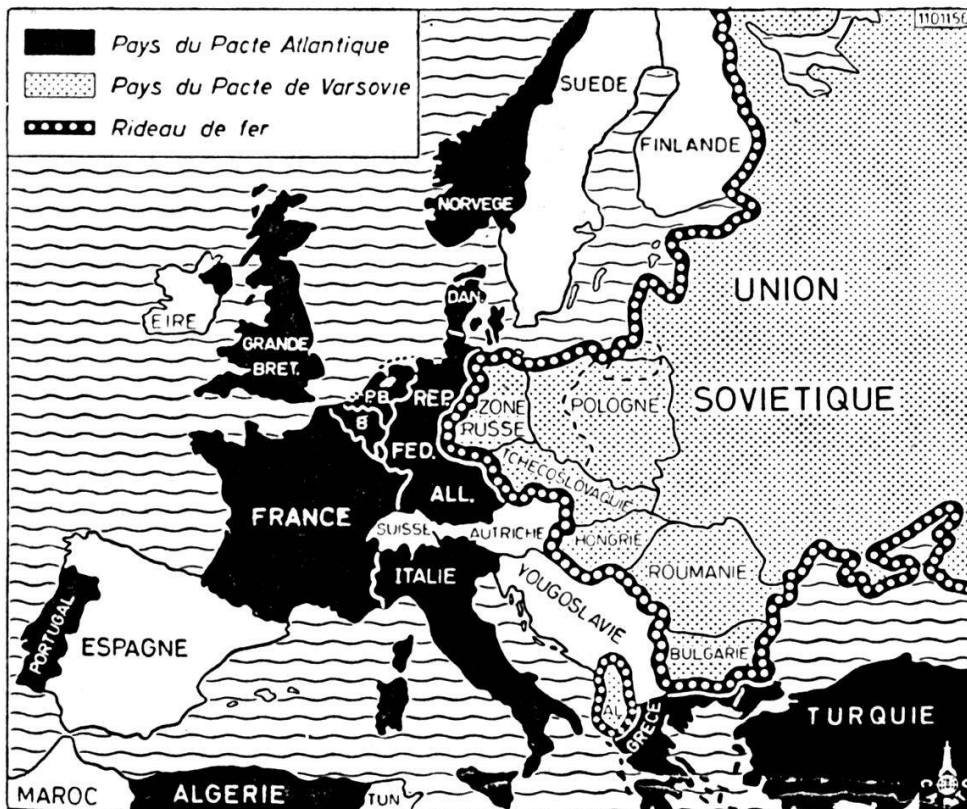 Pays du Pacte Atlantique
Pays du Pacte de Varsovie
Rideau de fer
SUEDE
FINLANDE
NORVEGE
UNION
SOVIETIQUE
EIRE
GRANDE
BRET.
DAN.
P.B.
B
REP.
FED.
ALL.
ZONE
RUSSE
POLOGNE
TCHECOSLOVAQUIE
FRANCE
SUISSE
AUTRICHE
HONGRIE
ROUMANIE
ITALIE
YOUGOSLAVIE
BULGARIE
PORTUGAL
ESPAGNE
AL
GRECE
TURQUIE
MAROC
ALGERIE
TUN